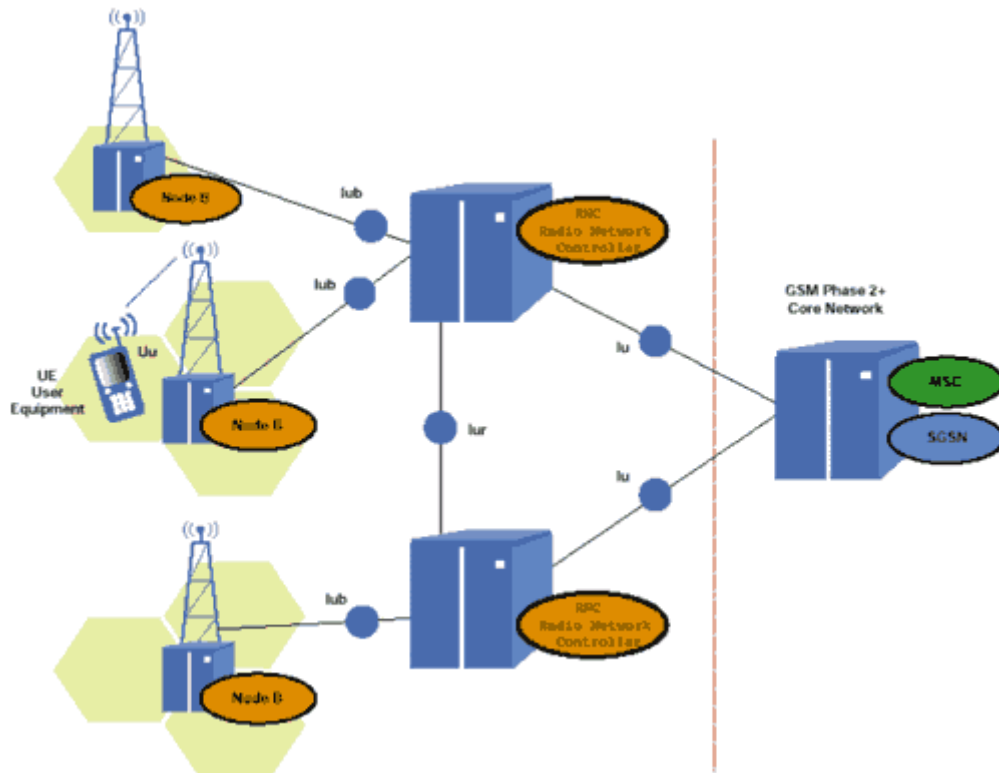 Node B
Iub
RNC
Radio Network
Controller
Iub
GSM Phase 2+
Core Network
Uu
UE
User
Equipment
Iu
MSC
Node B
Iur
SGSN
Iu
Iub
RNC
Radio Network
Controller
Node B